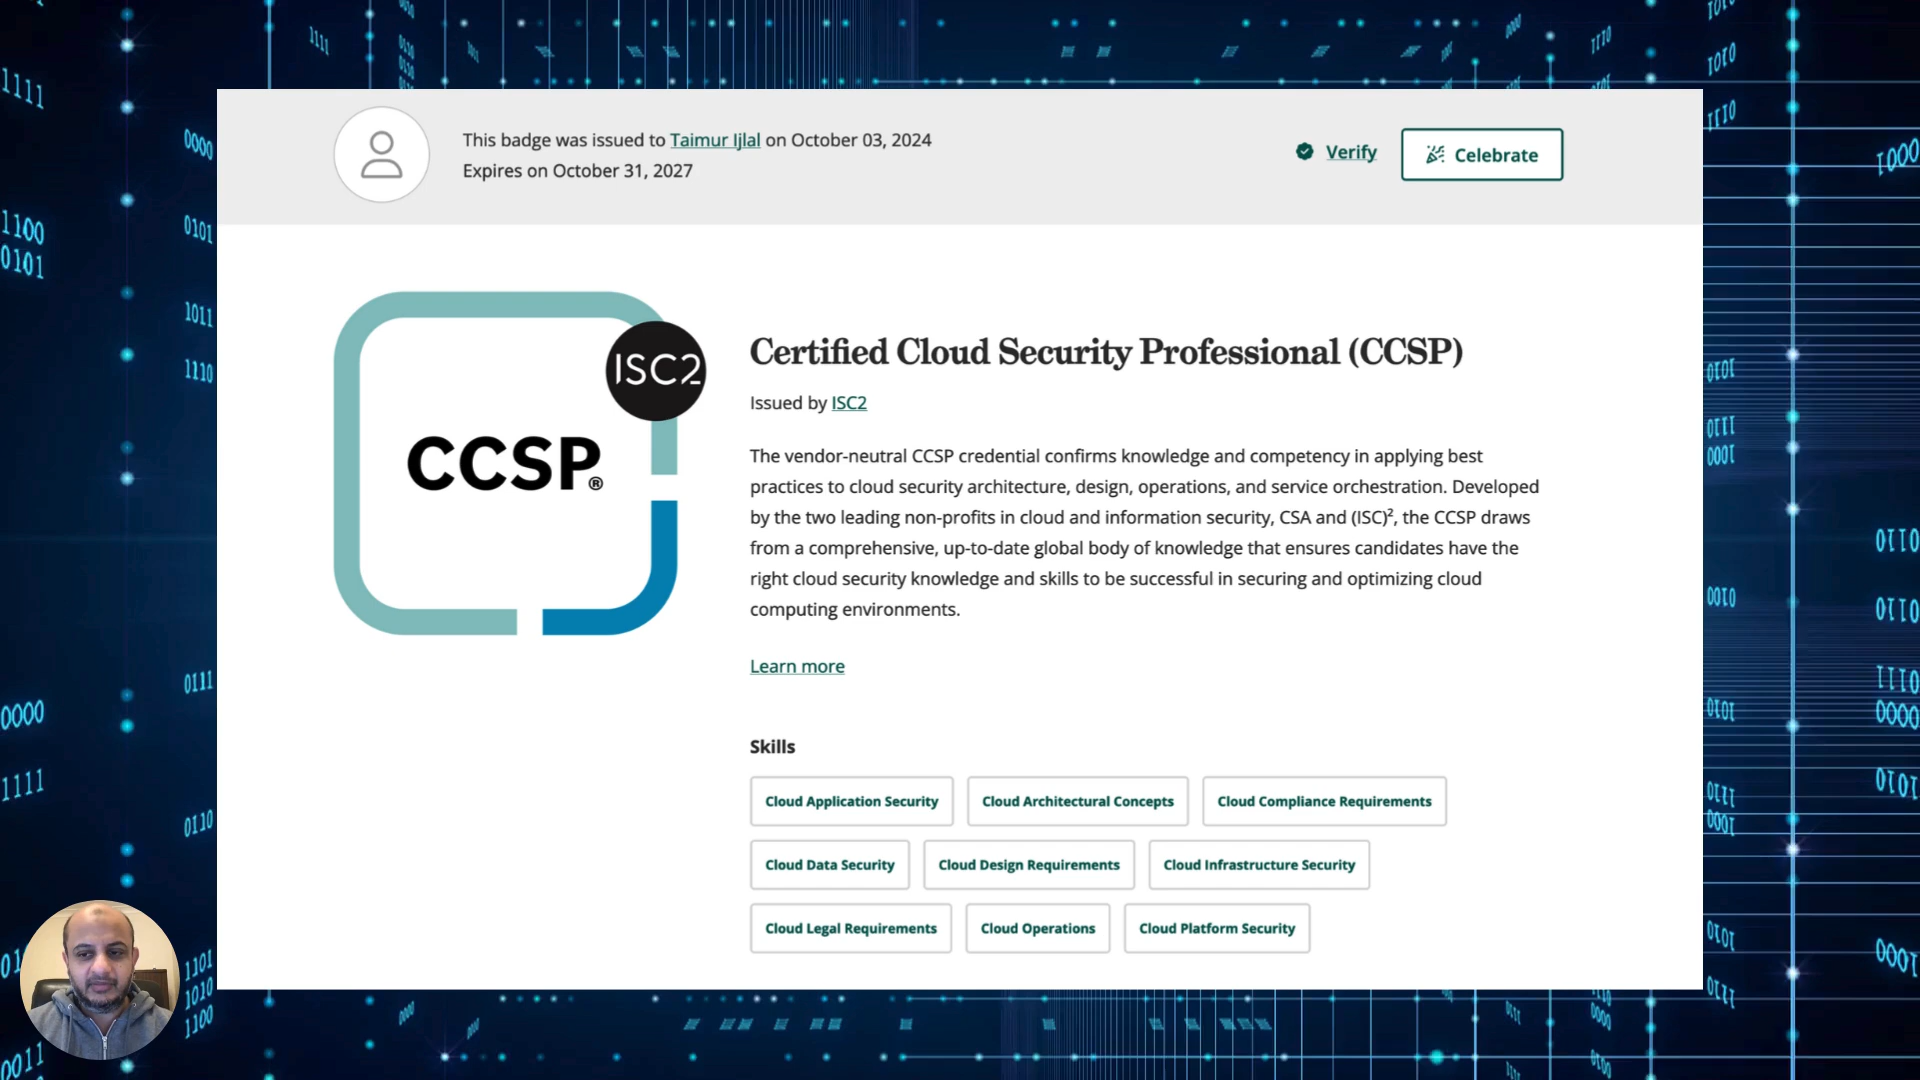 This badge was issued to Taimur Ijlal on October 03, 2024
Expires on October 31, 2027
Verify
Celebrate
ISC2
CCSP®
Certified Cloud Security Professional (CCSP)
Issued by ISC2
The vendor-neutral CCSP credential confirms knowledge and competency in applying best
practices to cloud security architecture, design, operations, and service orchestration. Developed
by the two leading non-profits in cloud and information security, CSA and (ISC)², the CCSP draws
from a comprehensive, up-to-date global body of knowledge that ensures candidates have the
right cloud security knowledge and skills to be successful in securing and optimizing cloud
computing environments.
Learn more
Skills
Cloud Application Security
Cloud Architectural Concepts
Cloud Compliance Requirements
Cloud Data Security
Cloud Design Requirements
Cloud Infrastructure Security
Cloud Legal Requirements
Cloud Operations
Cloud Platform Security